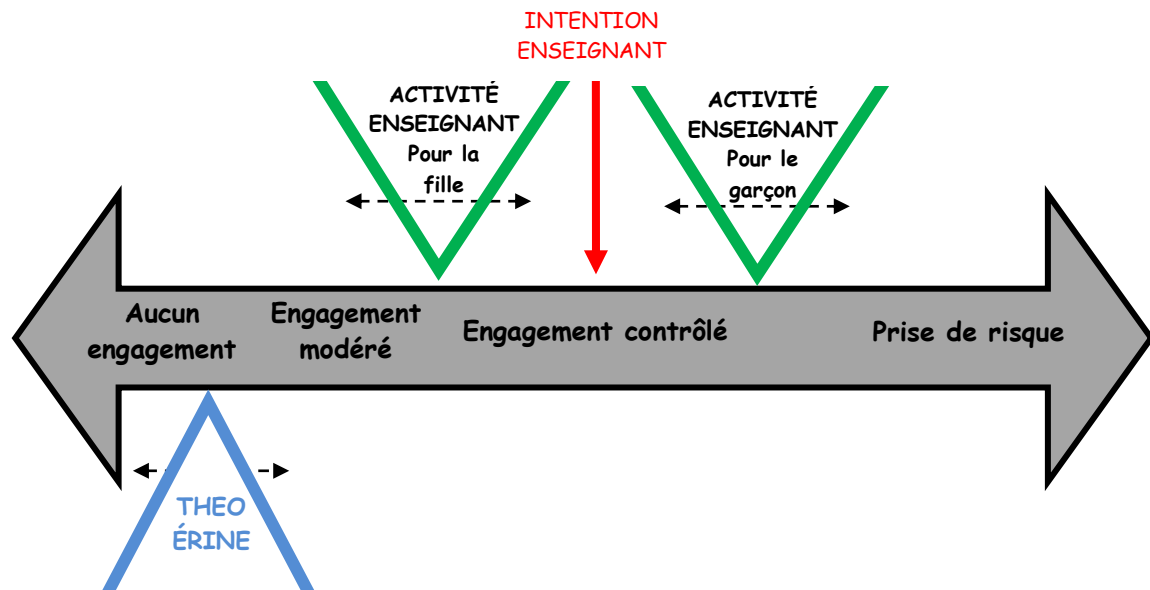 INTENTION
ENSEIGNANT
ACTIVITÉ
ENSEIGNANT
Pour la
fille
ACTIVITÉ
ENSEIGNANT
Pour le
garçon
Aucun
engagement
Engagement
modéré
Engagement contrôlé
Prise de risque
THEO
ÉRINE